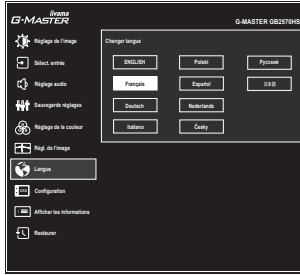 iiyama
G-MASTER
G-MASTER GB2570HS
Réglage de l'image
Changer langue
Sélect. entrée
ENGLISH
Polski
Русский
Réglage audio
Français
Español
日本語
Sauvegarde réglages
Deutsch
Nederlands
Réglage de la couleur
Italiano
Česky
Régl. de l'image
Langue
OSD
Configuration
Afficher les informations
Restaurer